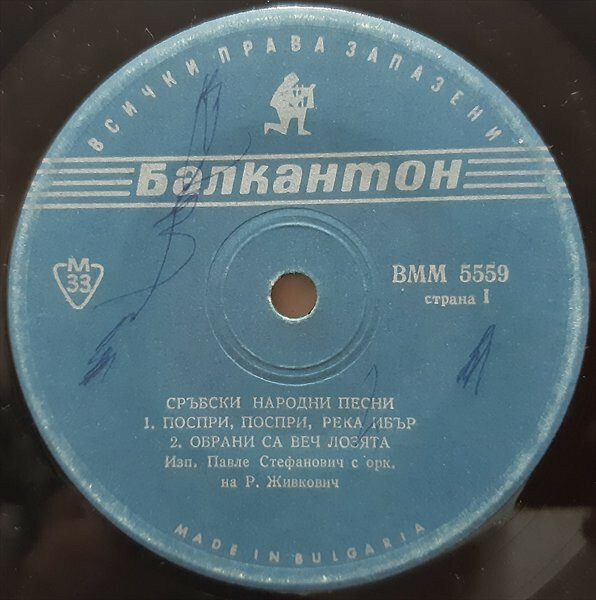 ВСИЧКИ ПРАВА ЗАПАЗЕНИ
Балкантон
М
33
ВММ 5559
страна I
СРЪБСКИ НАРОДНИ ПЕСНИ
1. ПОСПРИ, ПОСПРИ, РЕКА ИБЪР
2. ОБРАНИ СА ВЕЧ ЛОЗЯТА
Изп. Павле Стефанович с орк.
на Р. Живкович
MADE IN BULGARIA